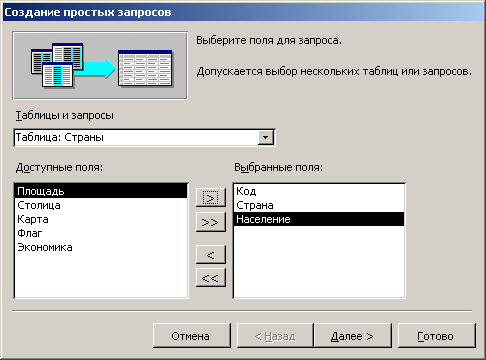 Создание простых запросов
Выберите поля для запроса.
Допускается выбор нескольких таблиц или запросов.
Таблицы и запросы
Таблица: Страны
Доступные поля:
Выбранные поля:
Площадь
Столица
Карта
Флаг
Экономика
>
>>
<
<<
Код
Страна
Население
Отмена
< Назад
Далее >
Готово